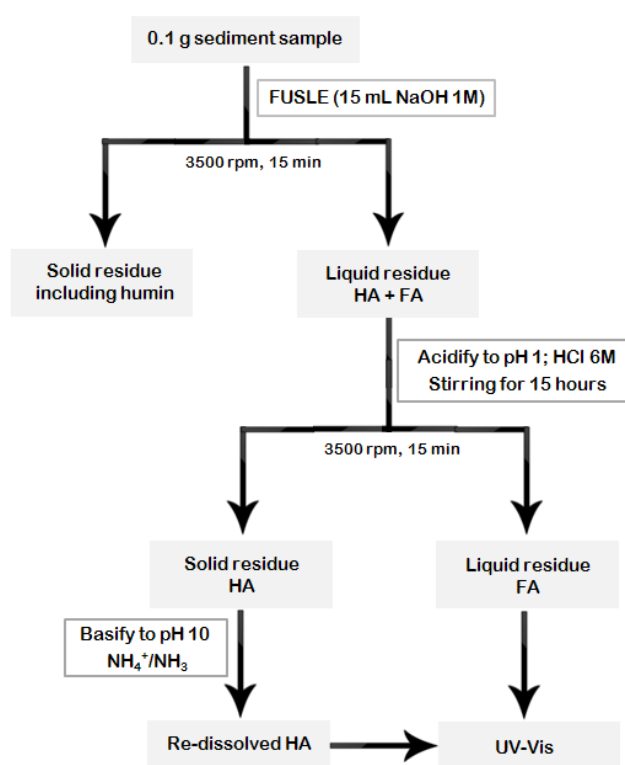 0.1 g sediment sample
FUSLE (15 mL NaOH 1M)
3500 rpm, 15 min
Solid residue
including humin
Liquid residue
HA + FA
Acidify to pH 1; HCl 6M
Stirring for 15 hours
3500 rpm, 15 min
Solid residue
HA
Liquid residue
FA
Basify to pH 10
NH₄⁺/NH₃
Re-dissolved HA
UV-Vis